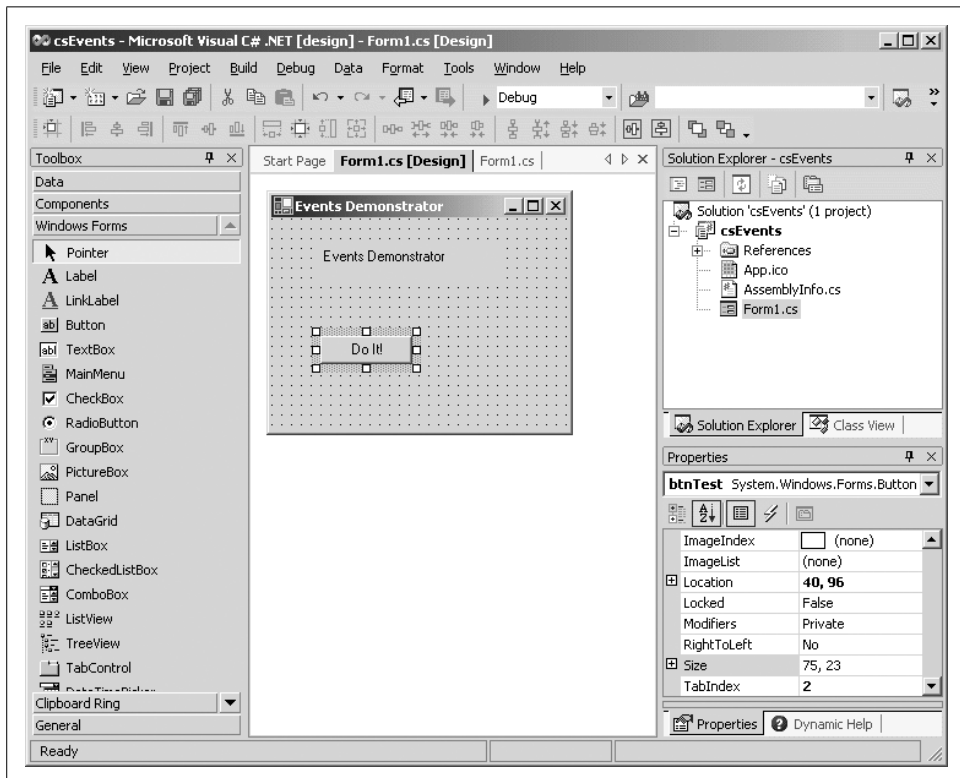 csEvents - Microsoft Visual C# .NET [design] - Form1.cs [Design]
File Edit View Project Build Debug Data Format Tools Window Help
Debug
Toolbox
Data
Components
Windows Forms
Pointer
A Label
A LinkLabel
ab Button
abl TextBox
MainMenu
CheckBox
RadioButton
XY GroupBox
PictureBox
Panel
DataGrid
ListBox
CheckedListBox
ComboBox
ListView
TreeView
TabControl
DateTimePicker
Clipboard Ring
General
Start Page Form1.cs [Design] Form1.cs
Events Demonstrator
Events Demonstrator
Do It!
Solution Explorer - csEvents
Solution 'csEvents' (1 project)
csEvents
References
App.ico
AssemblyInfo.cs
Form1.cs
Solution Explorer Class View
Properties
btnTest System.Windows.Forms.Button
ImageIndex (none)
ImageList (none)
Location 40, 96
Locked False
Modifiers Private
RightToLeft No
Size 75, 23
TabIndex 2
Properties Dynamic Help
Ready